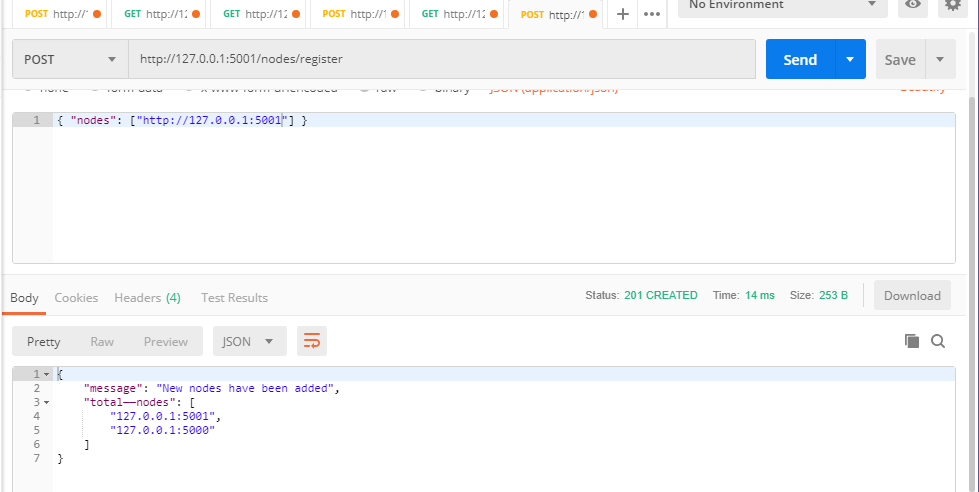 POST http://1 GET http://12 GET http://12 POST http://1 GET http://12 POST http://1 + ••• No Environment
POST http://127.0.0.1:5001/nodes/register Send Save
none form-data x-www-form-urlencoded raw binary JSON (application/json) Beautify
1 { "nodes": ["http://127.0.0.1:5001"] }
Body Cookies Headers (4) Test Results Status: 201 CREATED Time: 14 ms Size: 253 B Download
Pretty Raw Preview JSON
1 {
2 "message": "New nodes have been added",
3 "total——nodes": [
4 "127.0.0.1:5001",
5 "127.0.0.1:5000"
6 ]
7 }